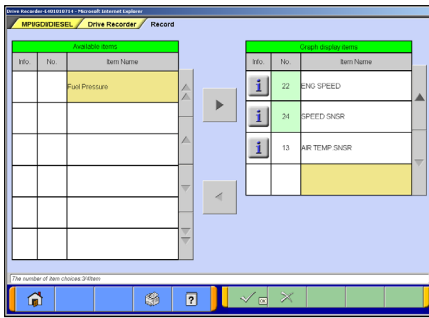 Drive Recorder-1401010714 - Microsoft Internet Explorer
MPI/GDI/DIESEL Drive Recorder Record
Available items
Info. No. Item Name
Fuel Pressure
Graph display items
Info. No. Item Name
i 22 ENG SPEED
i 24 SPEED SNSR
i 13 AIR TEMP SNSR
The number of item choices:3/4Item
? OK